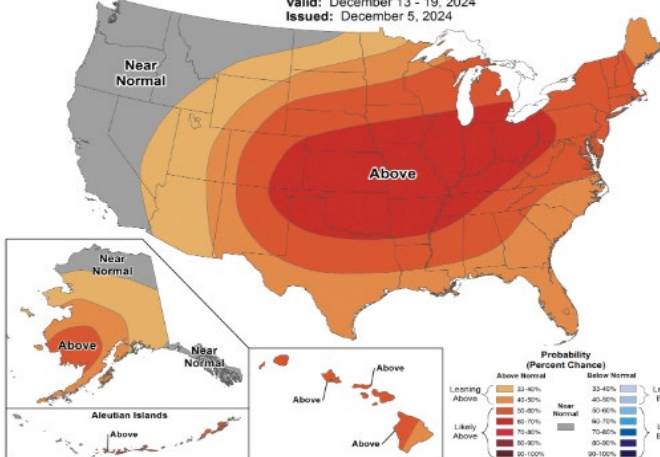 Valid: December 13 - 19, 2024
Issued: December 5, 2024
Near
Normal
Above
Near
Normal
Above
Near
Normal
Aleutian Islands
Above
Above
Above
Above
Probability
(Percent Chance)
Above Normal
Below Normal
Leaning
Above
Likely
Above
33-40%
40-50%
50-60%
60-70%
70-80%
80-90%
90-100%
Near
Normal
33-40%
40-50%
50-60%
60-70%
70-80%
80-90%
90-100%